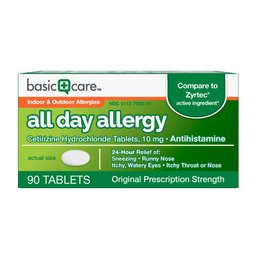 basic care™
Compare to
Zyrtec®
active ingredient*
Indoor & Outdoor Allergies
all day allergy
Cetirizine Hydrochloride Tablets, 10 mg • Antihistamine
actual size
24-Hour Relief of:
Sneezing • Runny Nose
Itchy, Watery Eyes • Itchy Throat or Nose
90 TABLETS
Original Prescription Strength